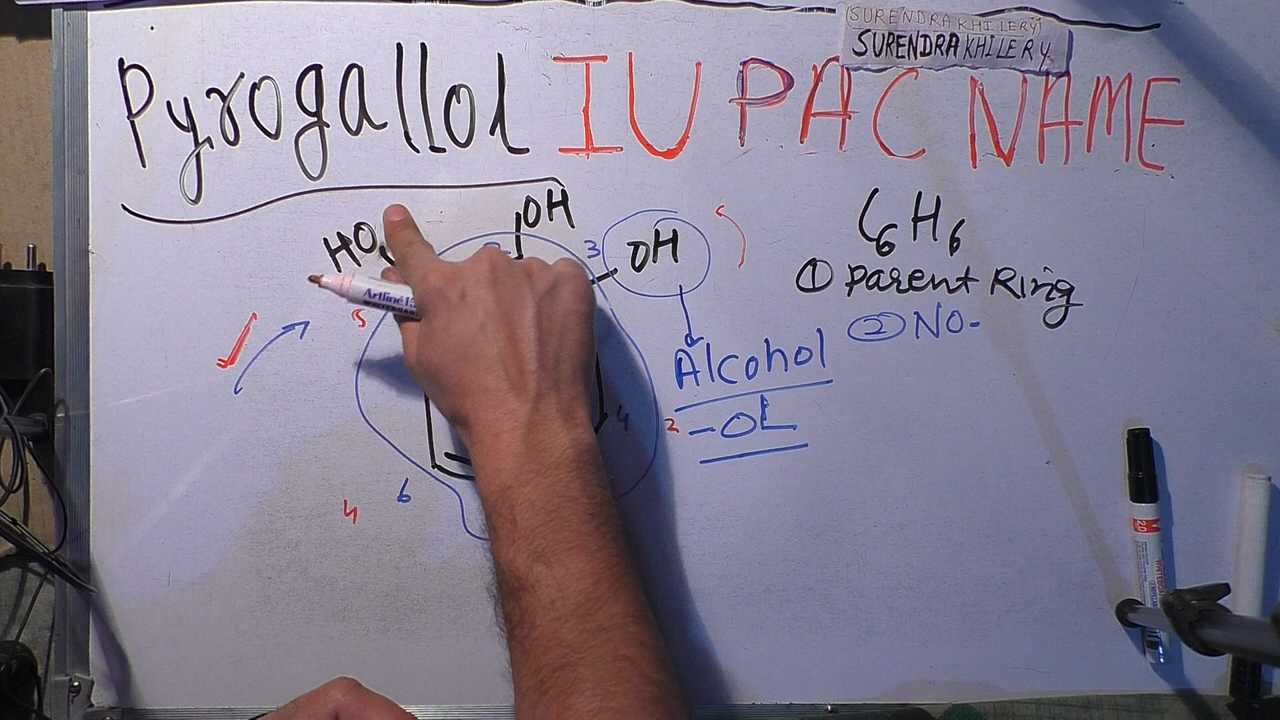 SURENDRA KHILERY
SURENDRA KHILERY
Pyrogallol IUPAC NAME
HO
OH
3
OH
C6H6
① Parent Ring
② NO-
5
Alcohol
4
2
-OL
6
4
Artline
20